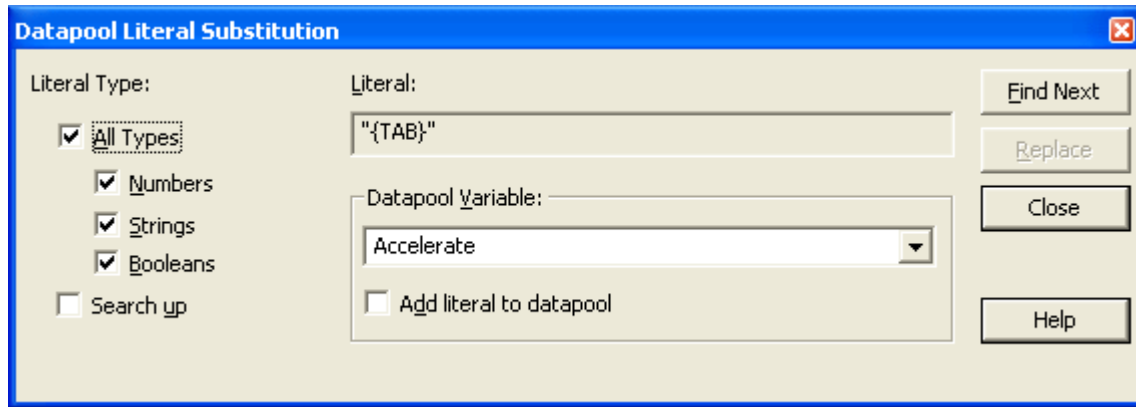 Datapool Literal Substitution
Literal Type:
All Types
Numbers
Strings
Booleans
Search up
Literal:
"{TAB}"
Datapool Variable:
Accelerate
Add literal to datapool
Find Next
Replace
Close
Help